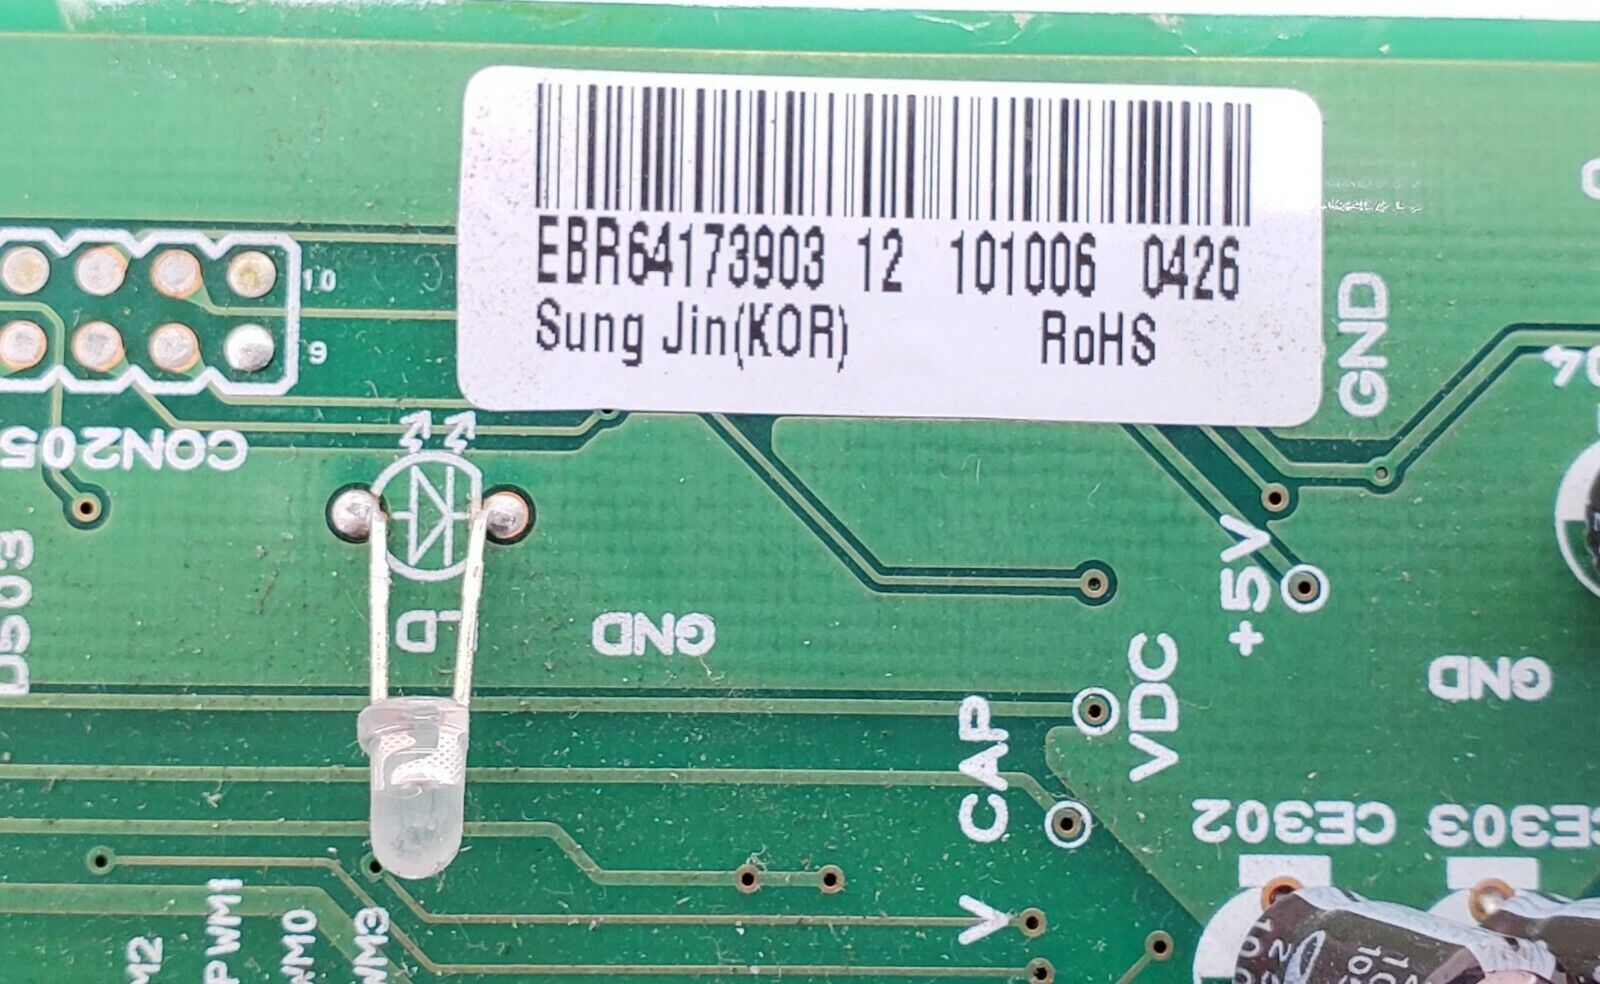 EBR64173903 12 101006 0426
Sung Jin(KOR) RoHS
10
9
GND
CON205
+5V
LD
GND
VDC
GND
CAP
CE302
CE303
V
PWM1